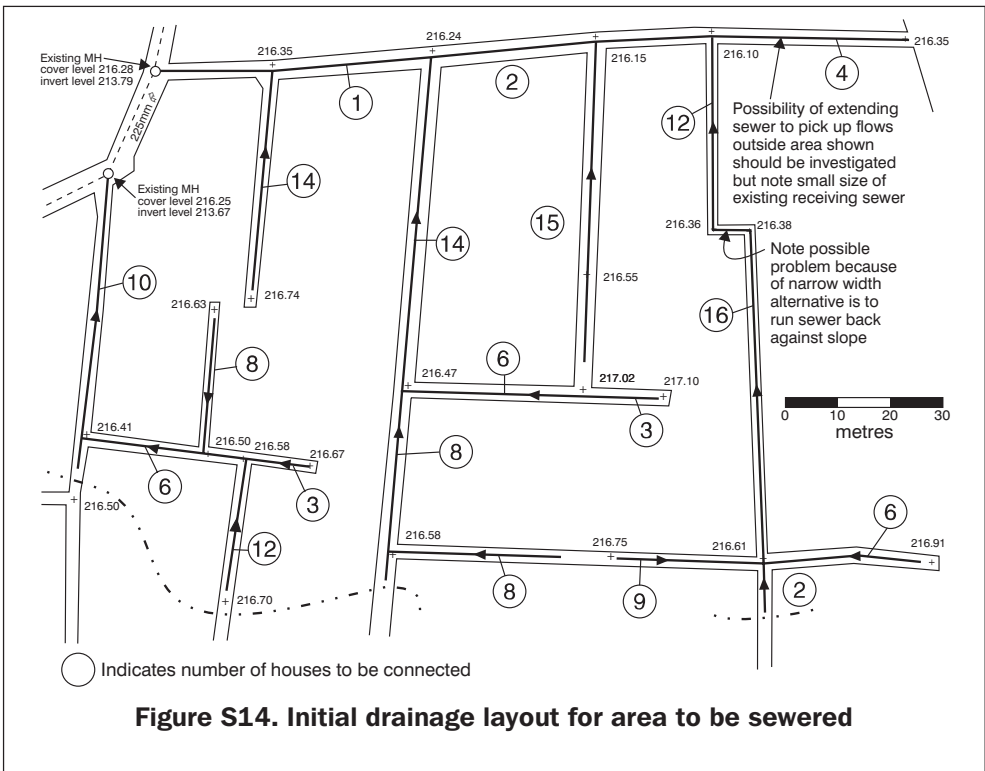 Existing MH
cover level 216.28
invert level 213.79
216.35
216.24
216.15
216.10
216.35
1
2
4
225mm
12
Possibility of extending
sewer to pick up flows
outside area shown
should be investigated
but note small size of
existing receiving sewer
Existing MH
cover level 216.25
invert level 213.67
14
14
15
216.36
216.38
Note possible
problem because
of narrow width
alternative is to
run sewer back
against slope
10
216.74
216.63
216.55
16
8
6
216.47
217.02
217.10
3
0 10 20 30
metres
216.41
216.50
216.58
216.67
8
6
3
216.50
12
216.58
216.75
216.61
6
216.91
8
9
2
216.70
Indicates number of houses to be connected
Figure S14. Initial drainage layout for area to be sewered